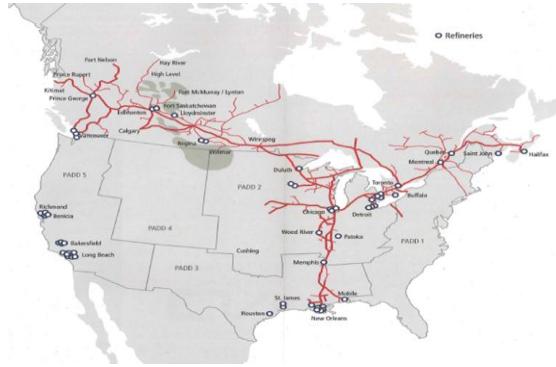 Refineries
Fort Nelson
Hay River
High Level
Prince Rupert
Kitimat
Prince George
Fort McMurray / Lynton
Fort Saskatchewan
Edmonton
Lloydminster
Vancouver
Calgary
Regina
Winnipeg
Quebec
Saint John
Halifax
Montreal
Duluth
Toronto
Buffalo
PADD 5
PADD 2
Richmond
Benicia
Chicago
Detroit
PADD 4
Wood River
Patoka
PADD 1
Bakersfield
Cushing
Long Beach
PADD 3
Memphis
St. James
Mobile
Houston
New Orleans